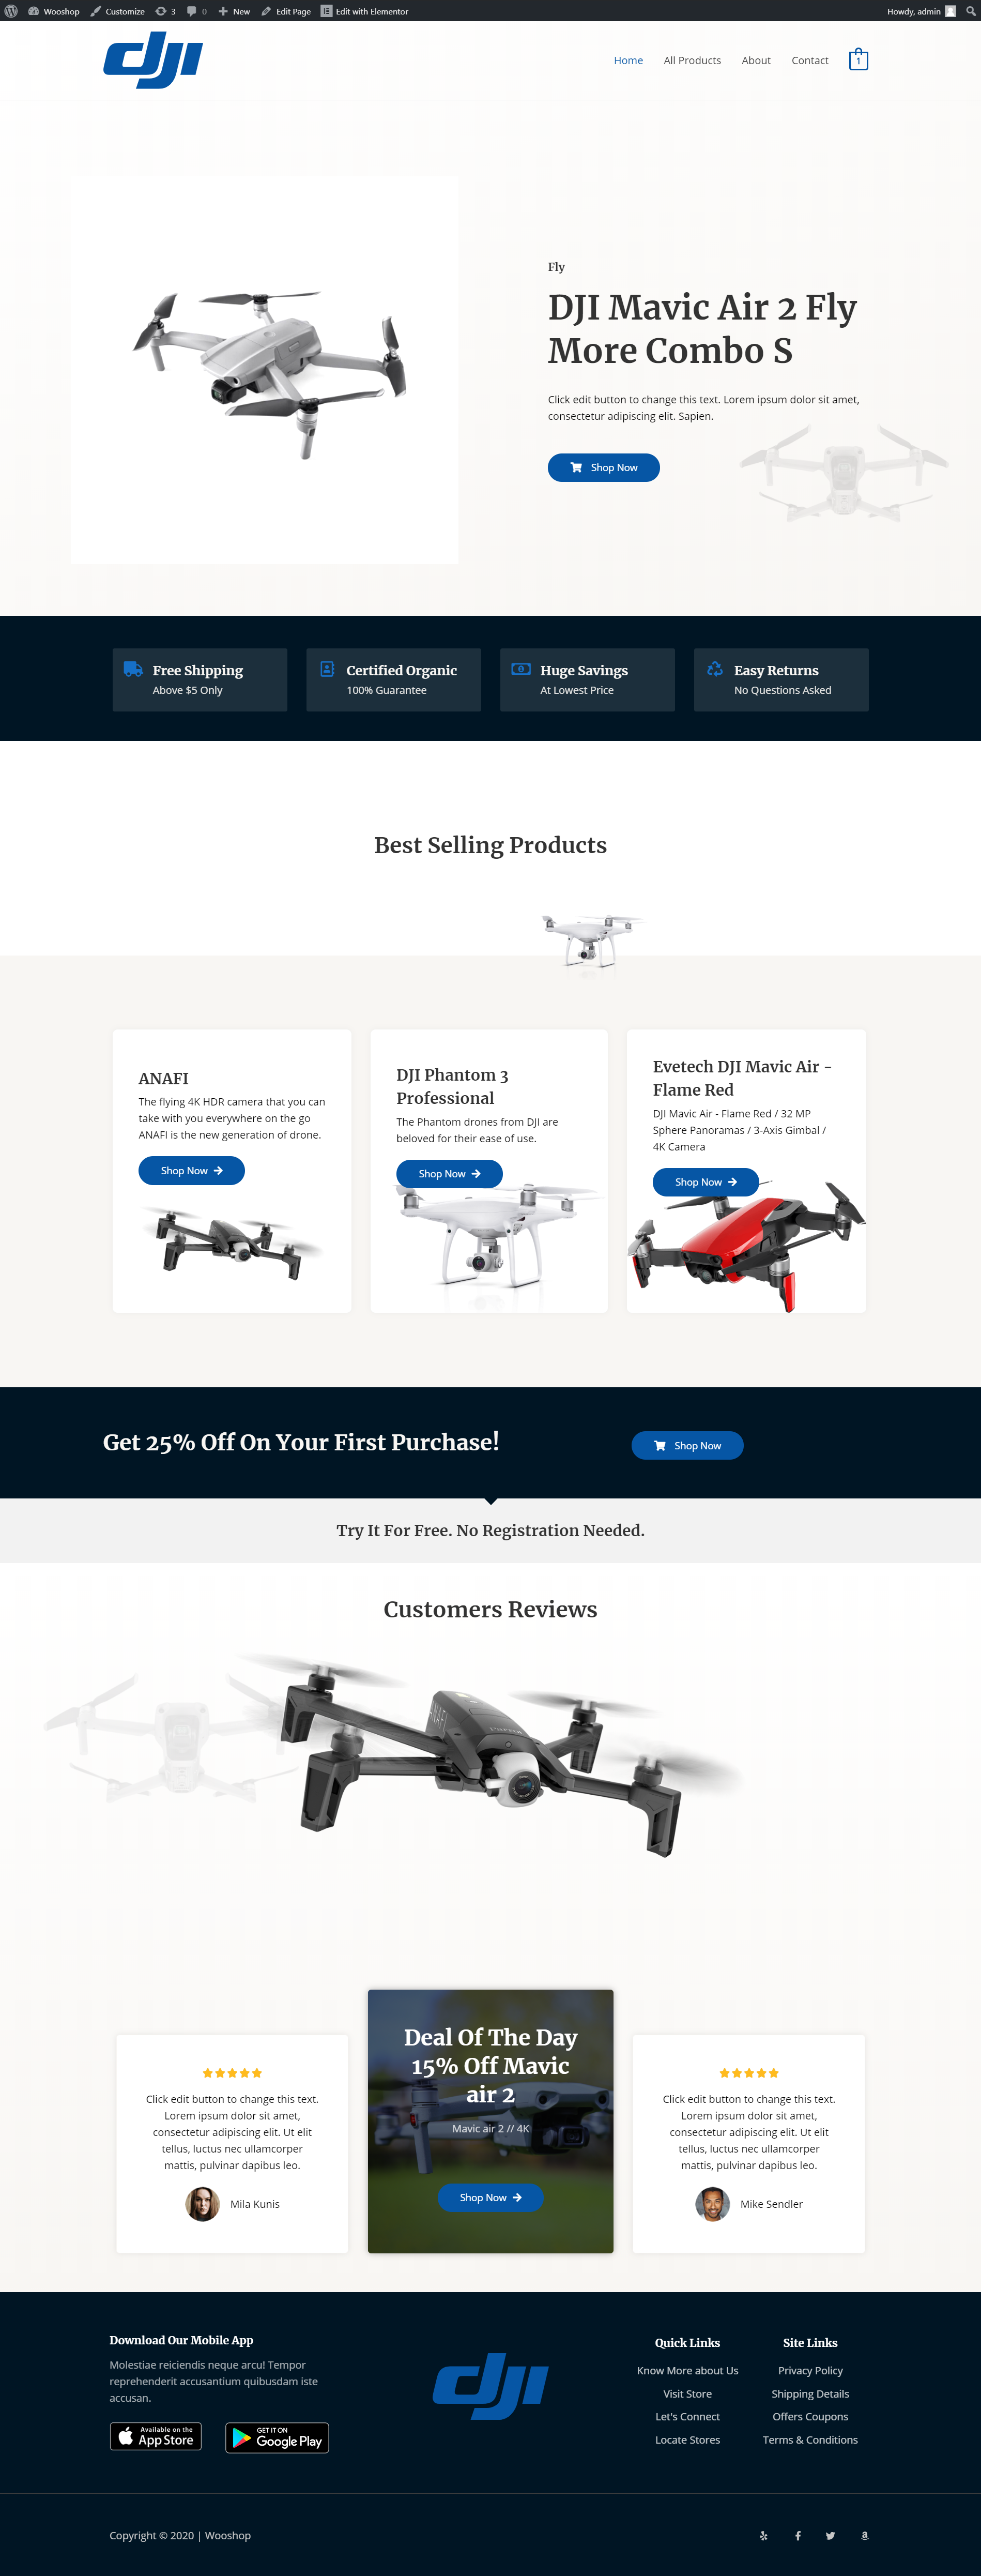 Wooshop Customize 3 0 New Edit Page Edit with Elementor Howdy, admin
dji
Home All Products About Contact 1
Fly
DJI Mavic Air 2 Fly
More Combo S
Click edit button to change this text. Lorem ipsum dolor sit amet,
consectetur adipiscing elit. Sapien.
Shop Now
Free Shipping
Above $5 Only
Certified Organic
100% Guarantee
Huge Savings
At Lowest Price
Easy Returns
No Questions Asked
Best Selling Products
ANAFI
The flying 4K HDR camera that you can
take with you everywhere on the go
ANAFI is the new generation of drone.
Shop Now
DJI Phantom 3
Professional
The Phantom drones from DJI are
beloved for their ease of use.
Shop Now
Evetech DJI Mavic Air -
Flame Red
DJI Mavic Air - Flame Red / 32 MP
Sphere Panoramas / 3-Axis Gimbal /
4K Camera
Shop Now
Get 25% Off On Your First Purchase!
Shop Now
Try It For Free. No Registration Needed.
Customers Reviews
ANAFI
Parrot
Click edit button to change this text.
Lorem ipsum dolor sit amet,
consectetur adipiscing elit. Ut elit
tellus, luctus nec ullamcorper
mattis, pulvinar dapibus leo.
Mila Kunis
Deal Of The Day
15% Off Mavic
air 2
Mavic air 2 // 4K
Shop Now
Click edit button to change this text.
Lorem ipsum dolor sit amet,
consectetur adipiscing elit. Ut elit
tellus, luctus nec ullamcorper
mattis, pulvinar dapibus leo.
Mike Sendler
Download Our Mobile App
Molestiae reiciendis neque arcu! Tempor
reprehenderit accusantium quibusdam iste
accusan.
Available on the
App Store
GET IT ON
Google Play
dji
Quick Links
Know More about Us
Visit Store
Let's Connect
Locate Stores
Site Links
Privacy Policy
Shipping Details
Offers Coupons
Terms & Conditions
Copyright © 2020 | Wooshop